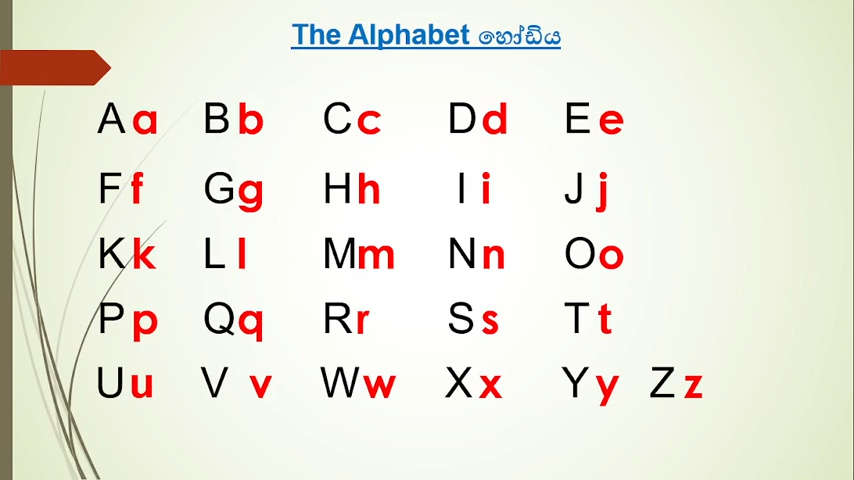 The Alphabet හෝඩිය
A a B b C c D d E e
F f G g H h I i J j
K k L l M m N n O o
P p Q q R r S s T t
U u V v W w X x Y y Z z